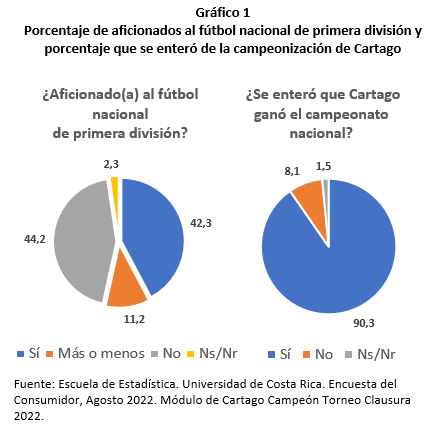 Gráfico 1
Porcentaje de aficionados al fútbol nacional de primera división y
porcentaje que se enteró de la campeonización de Cartago
¿Aficionado(a) al fútbol
nacional
de primera división?
2,3
42,3
44,2
11,2
Sí Más o menos No Ns/Nr
¿Se enteró que Cartago
ganó el campeonato
nacional?
8,1
1,5
90,3
Sí No Ns/Nr
Fuente: Escuela de Estadística. Universidad de Costa Rica. Encuesta del
Consumidor, Agosto 2022. Módulo de Cartago Campeón Torneo Clausura
2022.